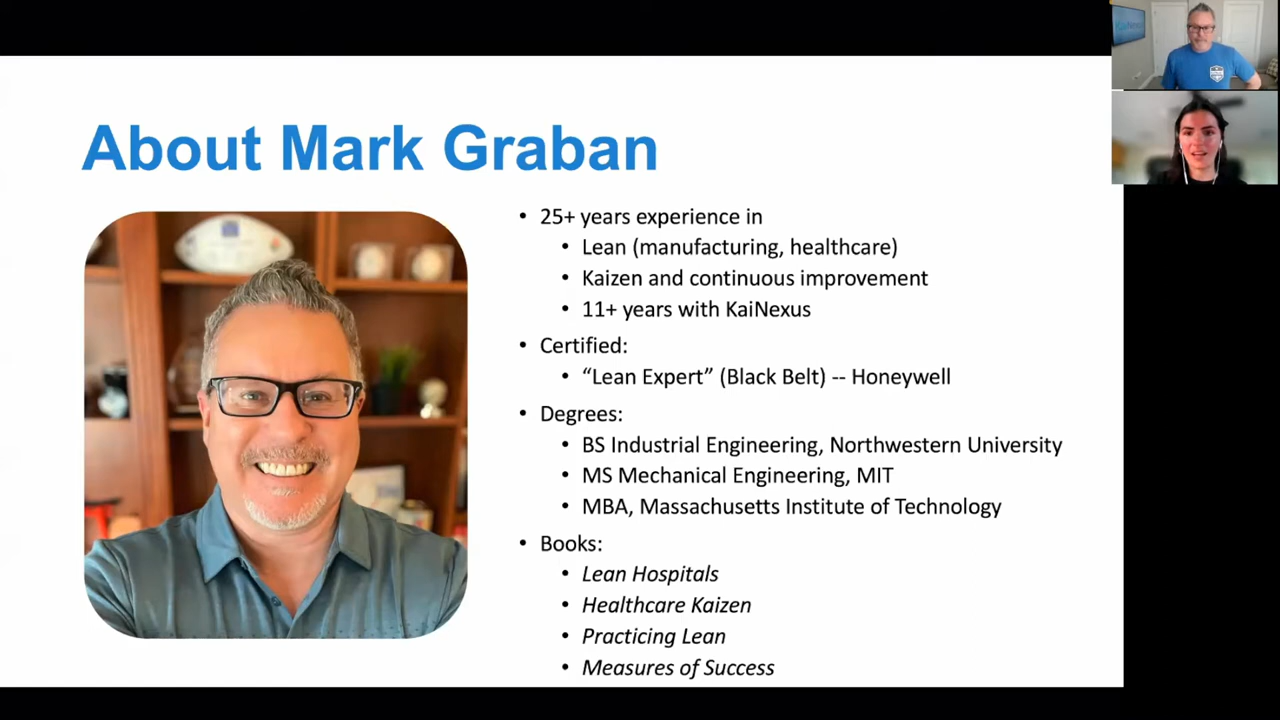 About Mark Graban
• 25+ years experience in
• Lean (manufacturing, healthcare)
• Kaizen and continuous improvement
• 11+ years with KaiNexus
• Certified:
• “Lean Expert” (Black Belt) -- Honeywell
• Degrees:
• BS Industrial Engineering, Northwestern University
• MS Mechanical Engineering, MIT
• MBA, Massachusetts Institute of Technology
• Books:
• Lean Hospitals
• Healthcare Kaizen
• Practicing Lean
• Measures of Success